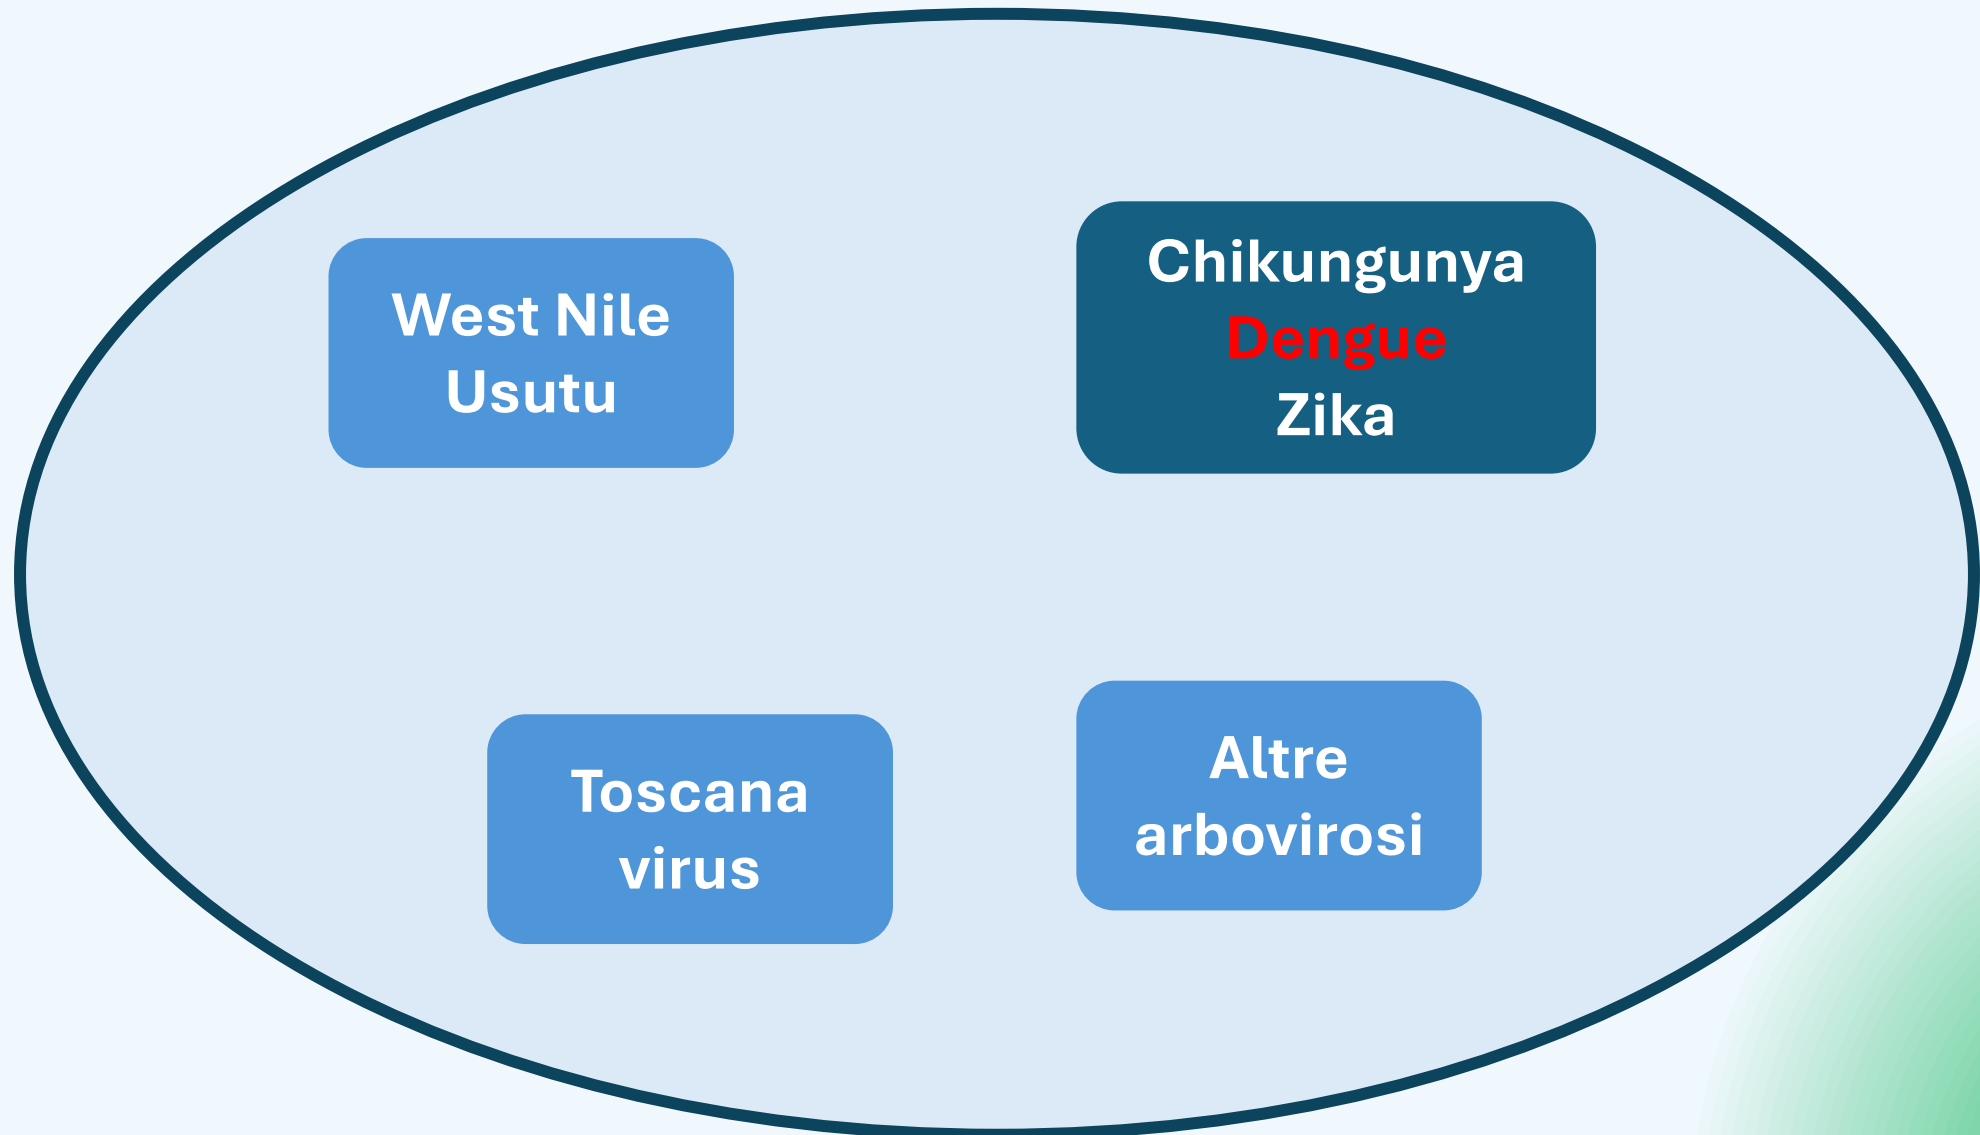 West Nile
Usutu
Chikungunya
Dengue
Zika
Toscana
virus
Altre
arbovirosi